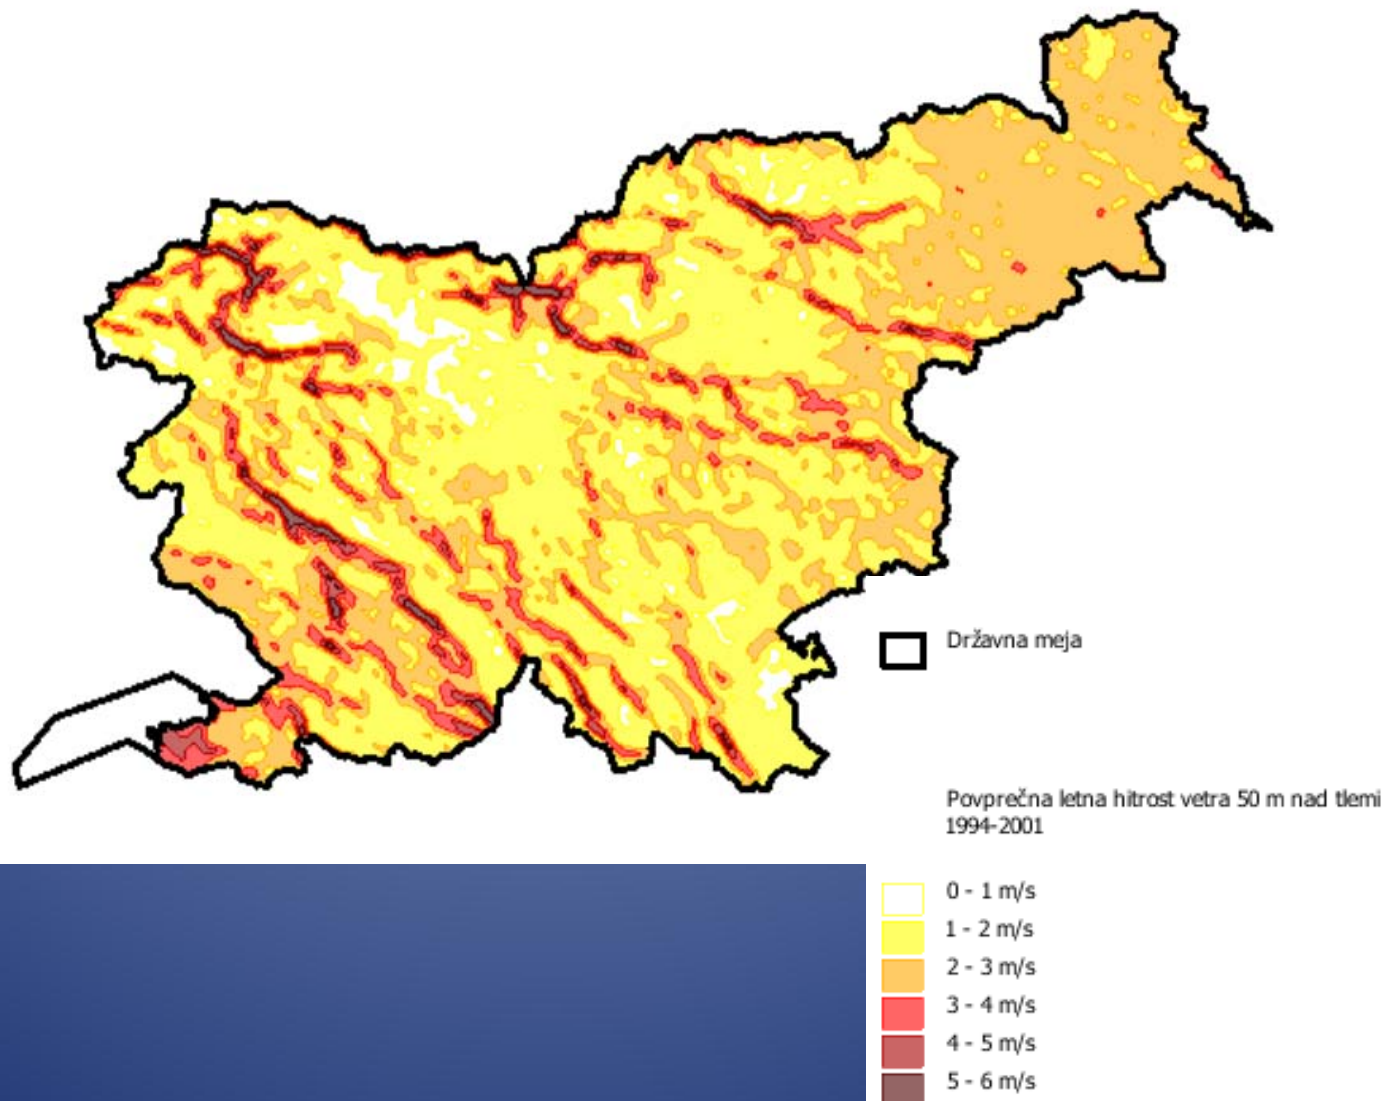 Državna meja
Povprečna letna hitrost vetra 50 m nad tlemi
1994-2001
0 - 1 m/s
1 - 2 m/s
2 - 3 m/s
3 - 4 m/s
4 - 5 m/s
5 - 6 m/s